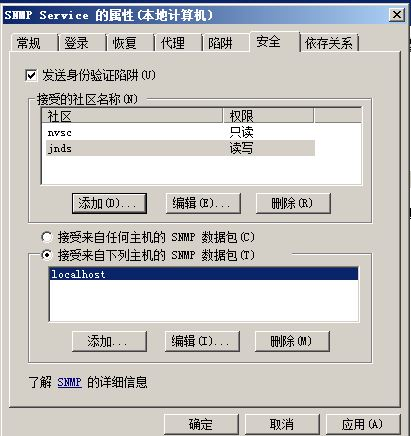 SNMP Service 的属性(本地计算机)
常规 登录 恢复 代理 陷阱 安全 依存关系
发送身份验证陷阱(U)
接受的社区名称(N)
社区 权限
nvsc 只读
jnds 读写
添加(D)... 编辑(E)... 删除(R)
接受来自任何主机的 SNMP 数据包(C)
接受来自下列主机的 SNMP 数据包(T)
localhost
添加... 编辑(I)... 删除(M)
了解 SNMP 的详细信息
确定 取消 应用(A)